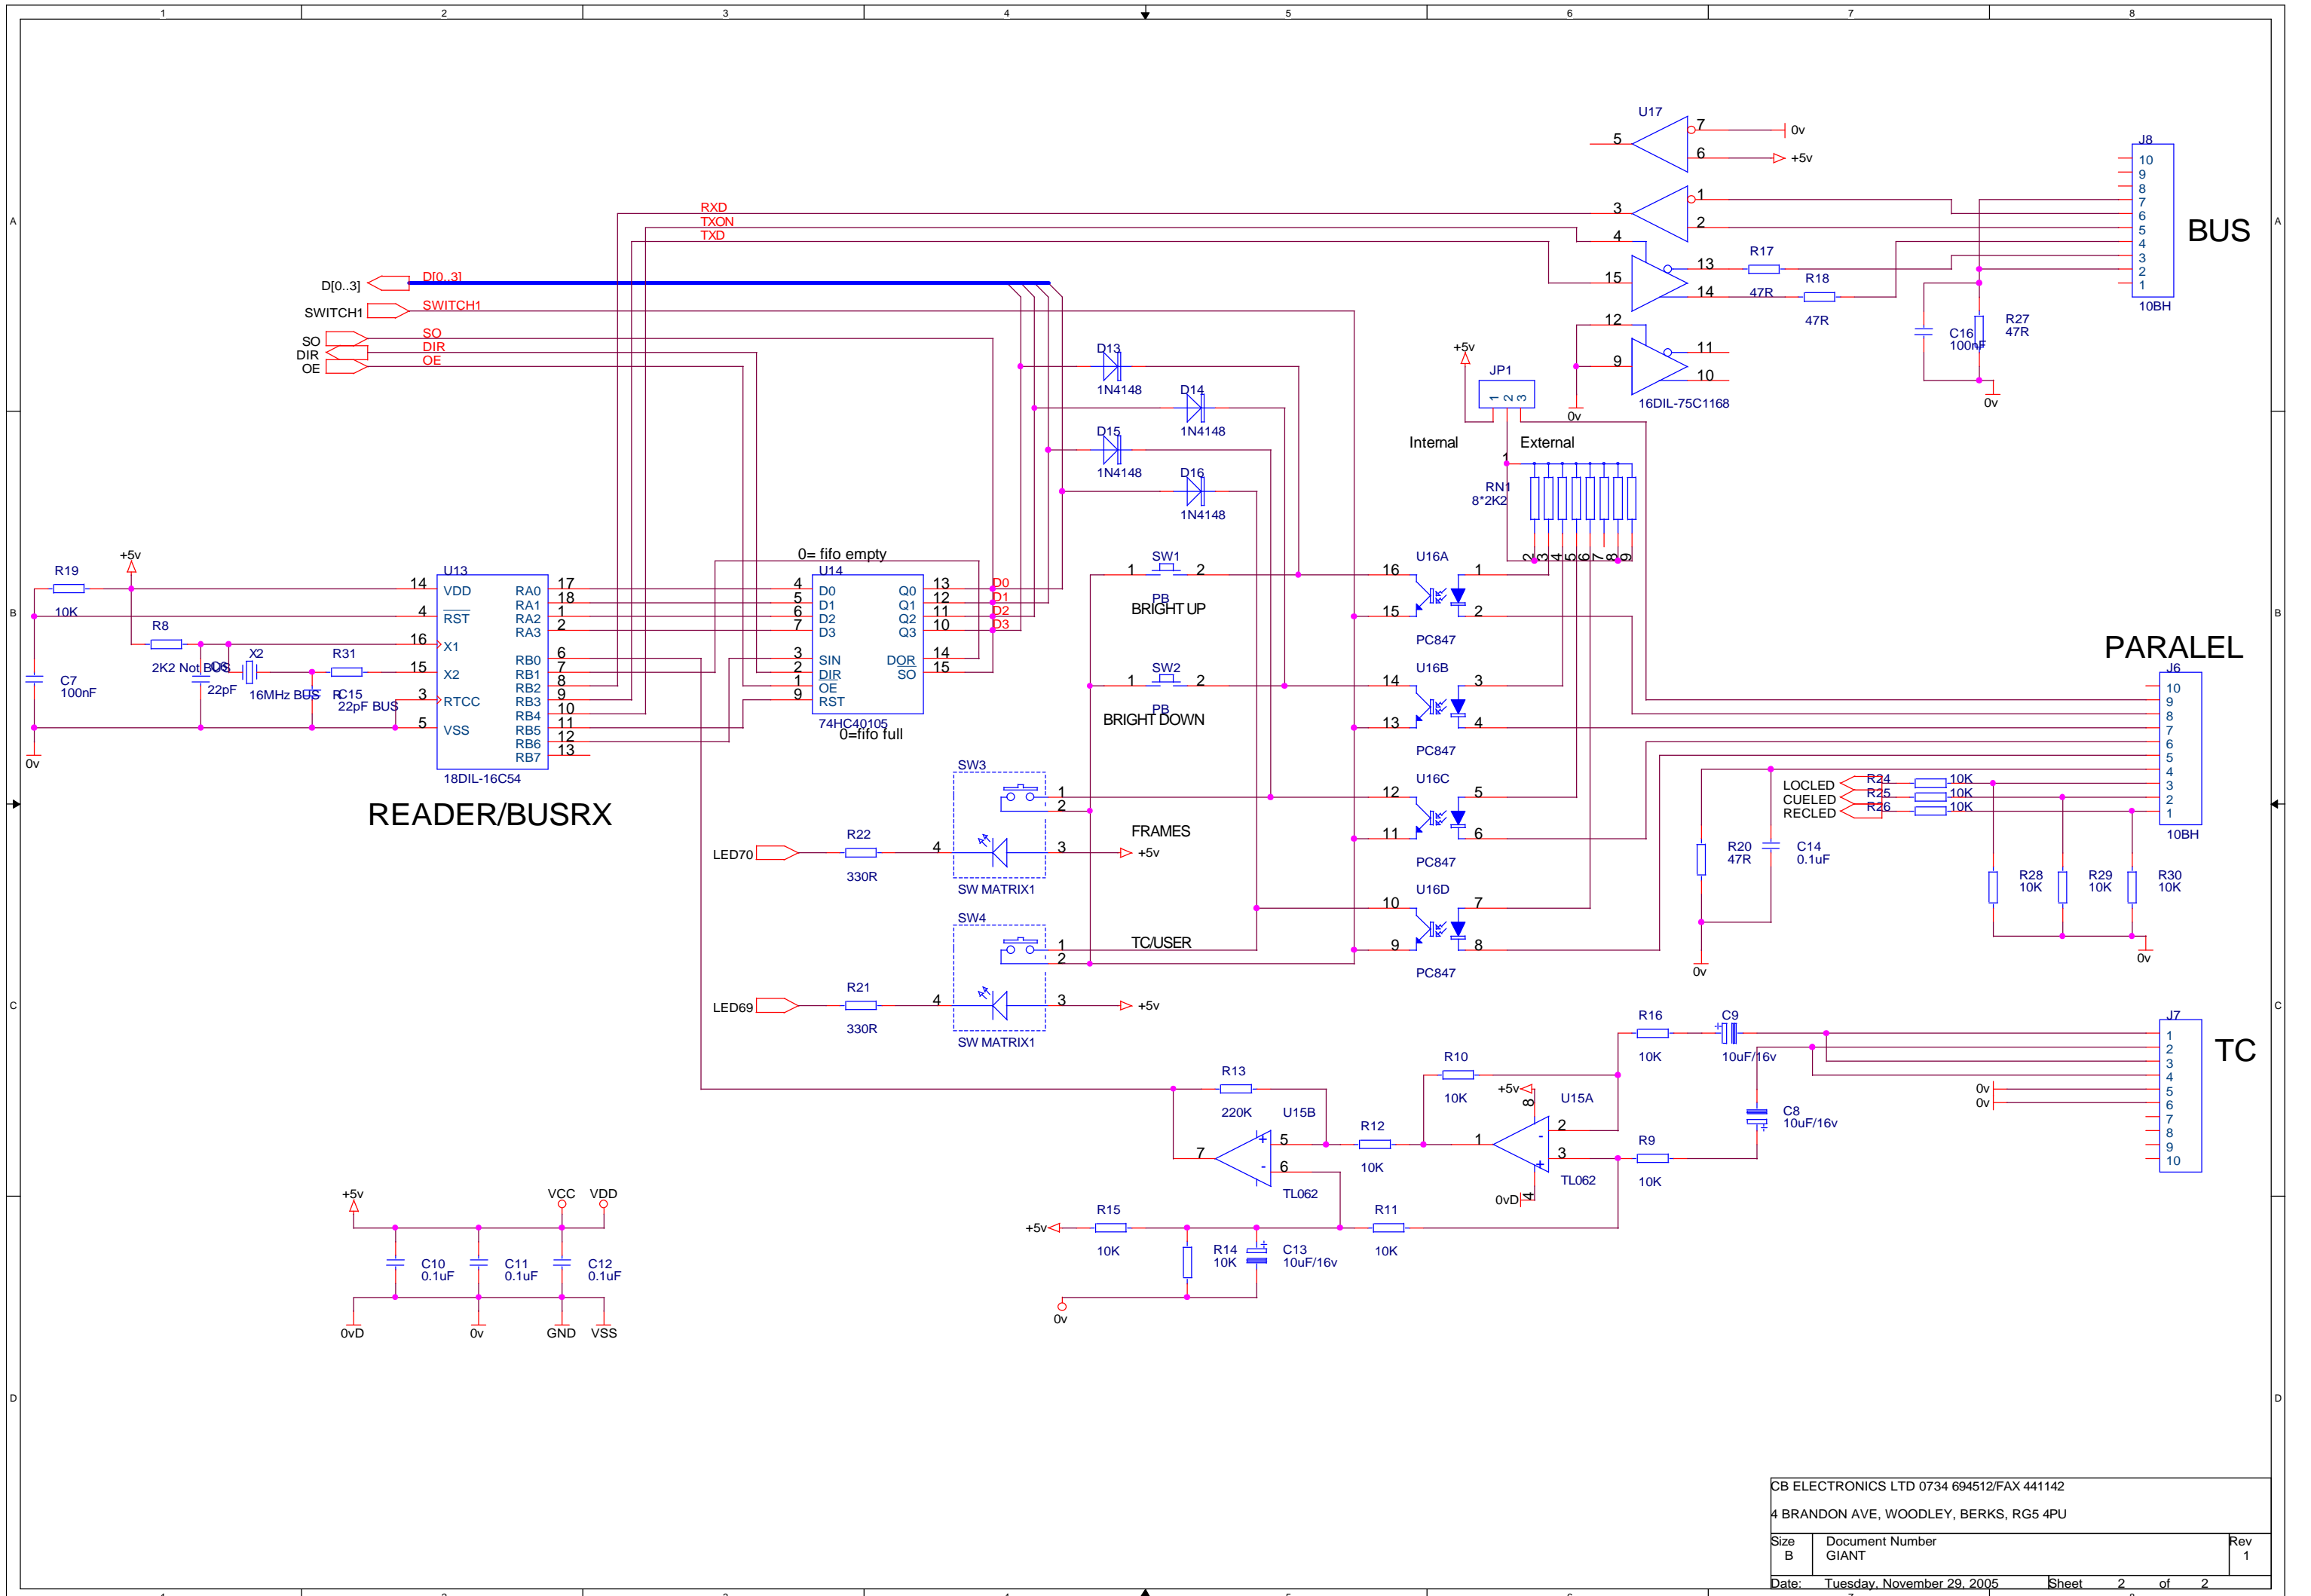 1 2 3 4 5 6 7 8
A A
B B
C C
D D
U17
5 7 0v
6 +5v
J8
10
9
8
7
6
5
4
3
2
1
10BH
BUS
RXD
TXON
TXD
3 1
2
4
15 13
14
R17
47R
R18
47R
12
9 11
10
0v
16DIL-75C1168
C16
100nF
R27
47R
0v
D[0..3] D[0..3]
SWITCH1 SWITCH1
SO SO
DIR DIR
OE OE
D13
1N4148
D14
1N4148
D15
1N4148
D16
1N4148
+5v
JP1
1 2 3
Internal External
1
RN1
8*2K2
2 3 4 5 6 7 8 9
+5v
R19
10K
R8
2K2 Not BUS
C6
22pF
X2
16MHz BUS
R31
R
C15
22pF BUS
C7
100nF
0v
U13
14 VDD RA0 17
RA1 18
4 RST RA2 1
RA3 2
16 X1
RB0 6
15 X2 RB1 7
RB2 8
3 RTCC RB3 9
RB4 10
5 VSS RB5 11
RB6 12
RB7 13
18DIL-16C54
READER/BUSRX
0= fifo empty
U14
4 D0 Q0 13 D0
5 D1 Q1 12 D1
6 D2 Q2 11 D2
7 D3 Q3 10 D3
3 SIN DOR 14
2 DIR SO 15
1 OE
9 RST
74HC40105
0=fifo full
SW1
1 2
PB
BRIGHT UP
SW2
1 2
PB
BRIGHT DOWN
U16A
16 1
15 2
PC847
U16B
14 3
13 4
PC847
U16C
12 5
11 6
PC847
U16D
10 7
9 8
PC847
SW3
1
2
FRAMES
4 3 +5v
SW MATRIX1
LED70
R22
330R
SW4
1
2
TC/USER
4 3 +5v
SW MATRIX1
LED69
R21
330R
PARALEL
J6
10
9
8
7
6
5
4
3
2
1
10BH
LOCLED R24 10K
CUELED R25 10K
RECLED R26 10K
R20
47R
C14
0.1uF
0v
R28
10K
R29
10K
R30
10K
0v
J7
1
2
3
4
5
6
7
8
9
10
TC
0v
0v
R16
10K
C9
10uF/16v
C8
10uF/16v
R10
10K
+5v
8
U15A
2
3
1
- +
TL062
4
0vD
R9
10K
R13
220K
U15B
5
6
7
+ -
TL062
R12
10K
+5v
R15
10K
R14
10K
C13
10uF/16v
R11
10K
0v
+5v VCC VDD
C10
0.1uF
C11
0.1uF
C12
0.1uF
0vD 0v GND VSS
CB ELECTRONICS LTD 0734 694512/FAX 441142
4 BRANDON AVE, WOODLEY, BERKS, RG5 4PU
Size Document Number Rev
B GIANT 1
Date: Tuesday, November 29, 2005 Sheet 2 of 2